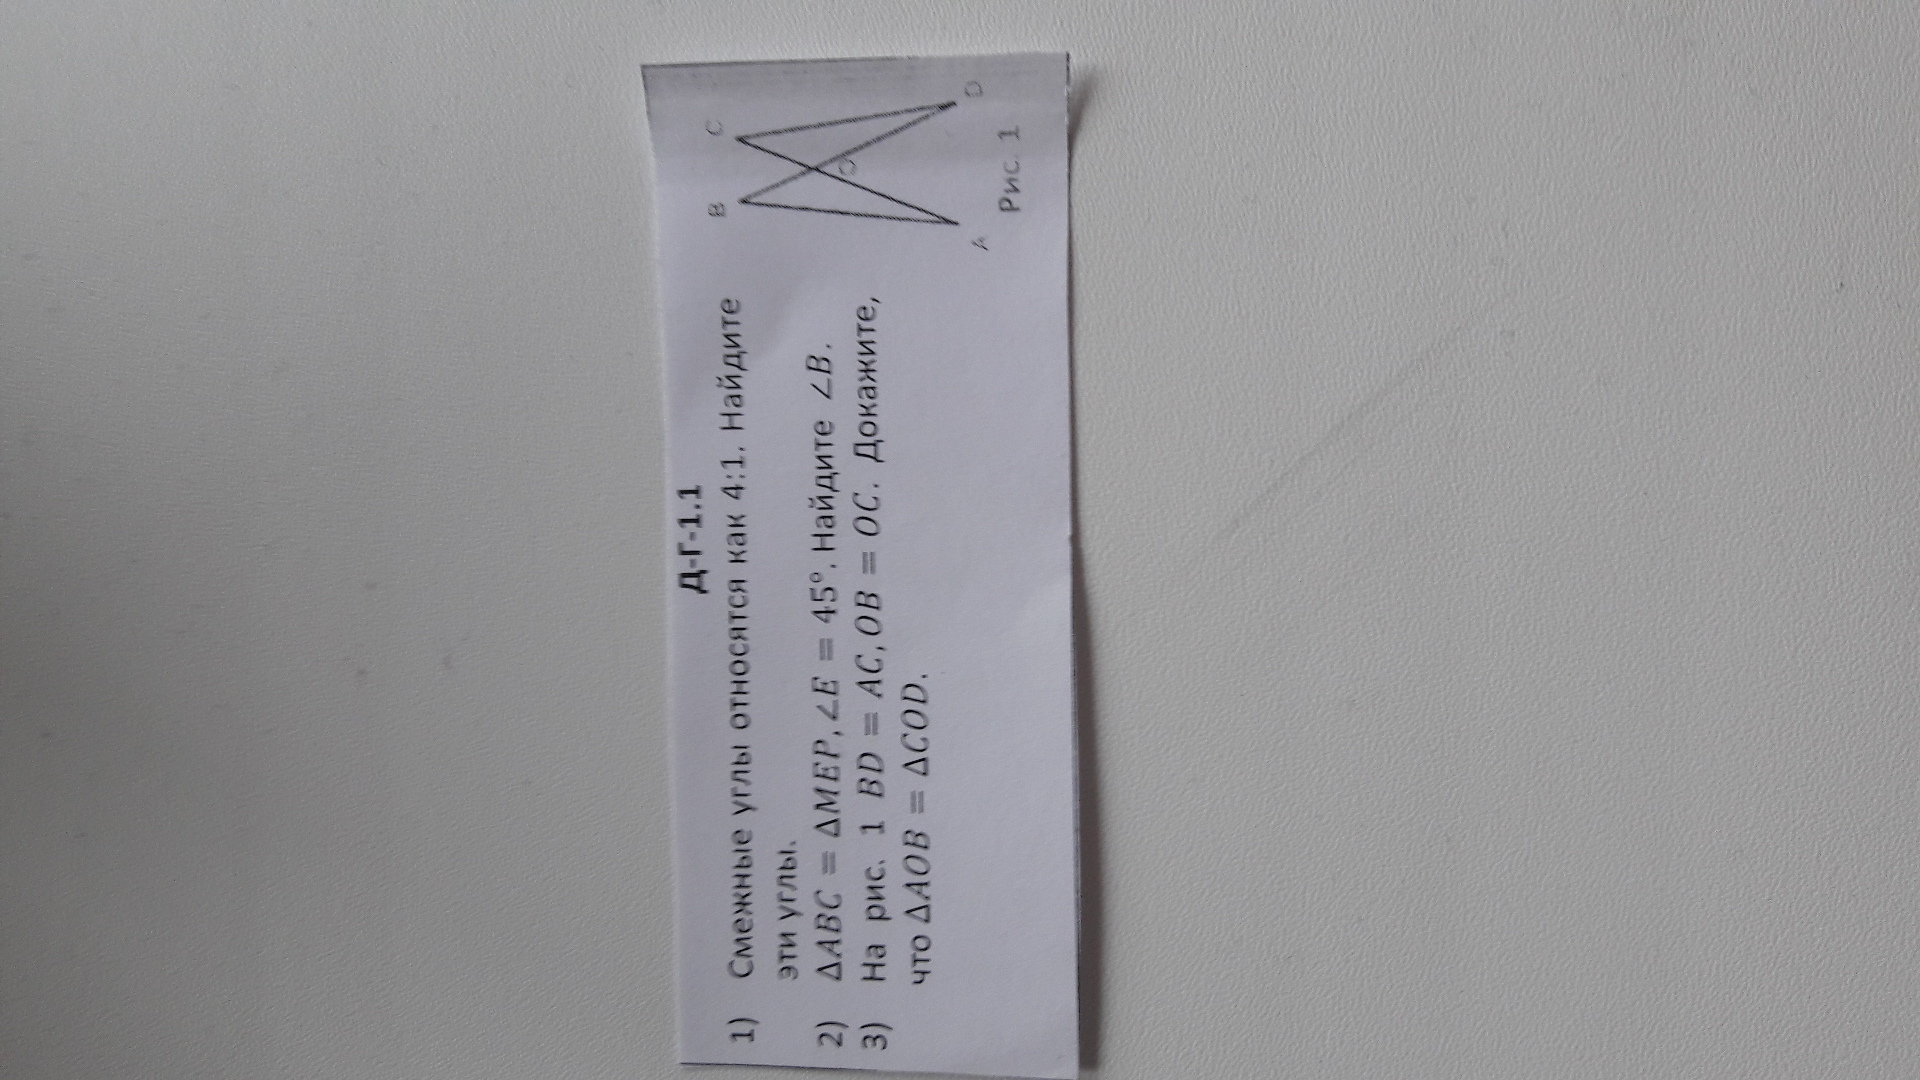 Д-Г-1.1
1) Смежные углы относятся как 4:1. Найдите
эти углы.
2) ΔABC = ΔMEP, ∠E = 45°. Найдите ∠B.
3) На рис. 1 BD = AC, OB = OC. Докажите,
что ΔAOB = ΔCOD.
B C
O
A D
Рис. 1